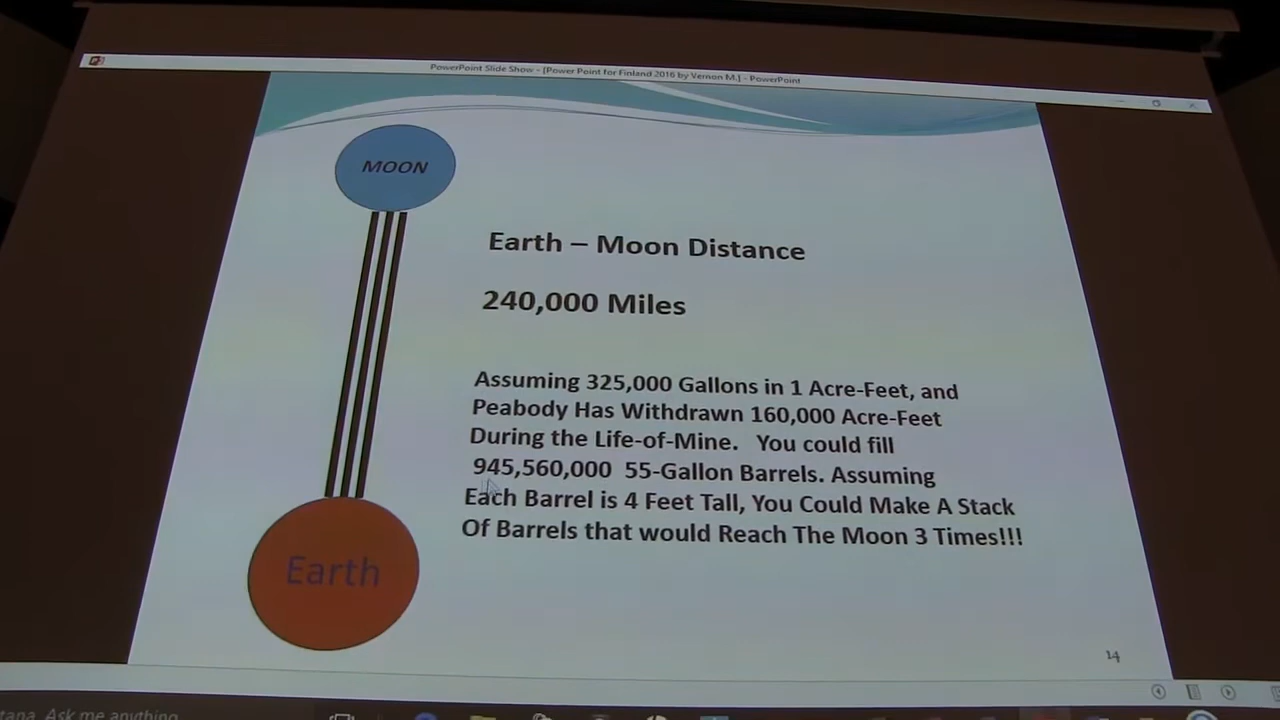 PowerPoint Slide Show - [Power Point for Finland 2016 by Vernon M.] - PowerPoint
MOON
Earth – Moon Distance
240,000 Miles
Assuming 325,000 Gallons in 1 Acre-Feet, and
Peabody Has Withdrawn 160,000 Acre-Feet
During the Life-of-Mine. You could fill
945,560,000 55-Gallon Barrels. Assuming
Each Barrel is 4 Feet Tall, You Could Make A Stack
Of Barrels that would Reach The Moon 3 Times!!!
Earth
14
Ask me anything